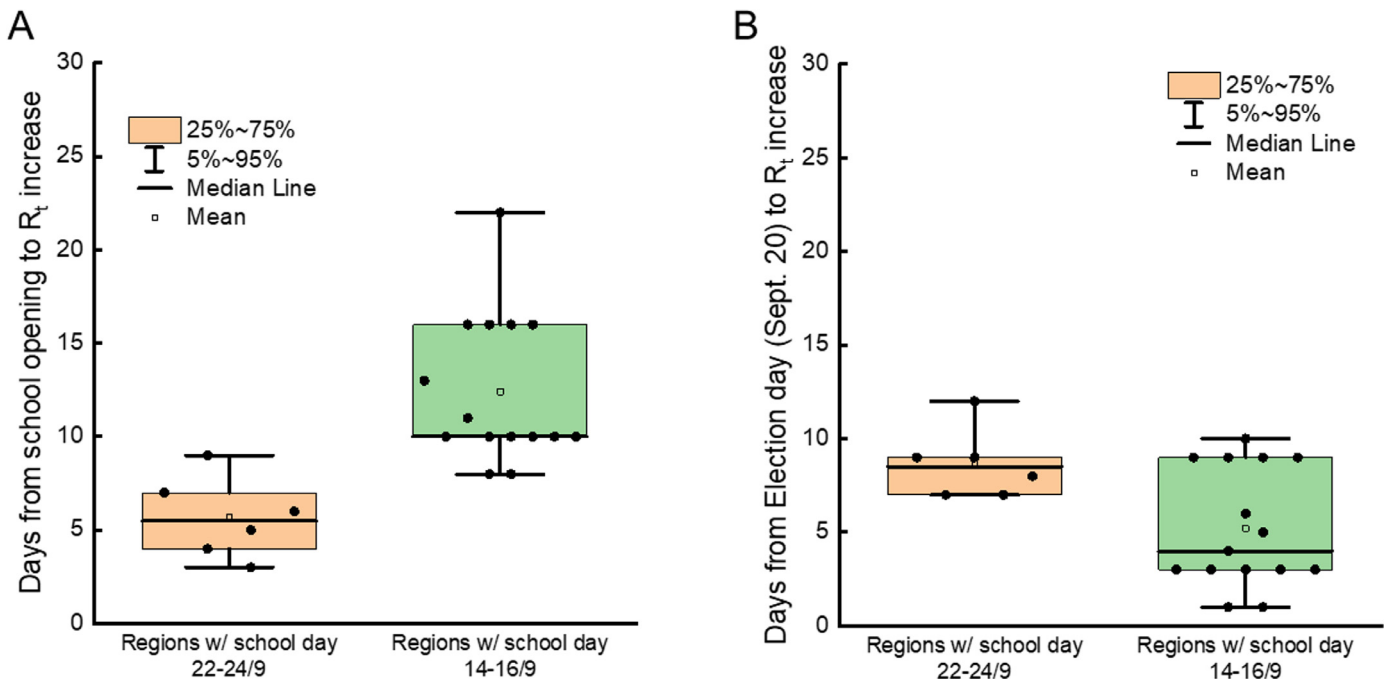 A
Days from school opening to Rt increase
30
25
20
15
10
5
0
25%~75%
5%~95%
Median Line
Mean
Regions w/ school day
22-24/9
Regions w/ school day
14-16/9
B
Days from Election day (Sept. 20) to Rt increase
30
25
20
15
10
5
0
25%~75%
5%~95%
Median Line
Mean
Regions w/ school day
22-24/9
Regions w/ school day
14-16/9